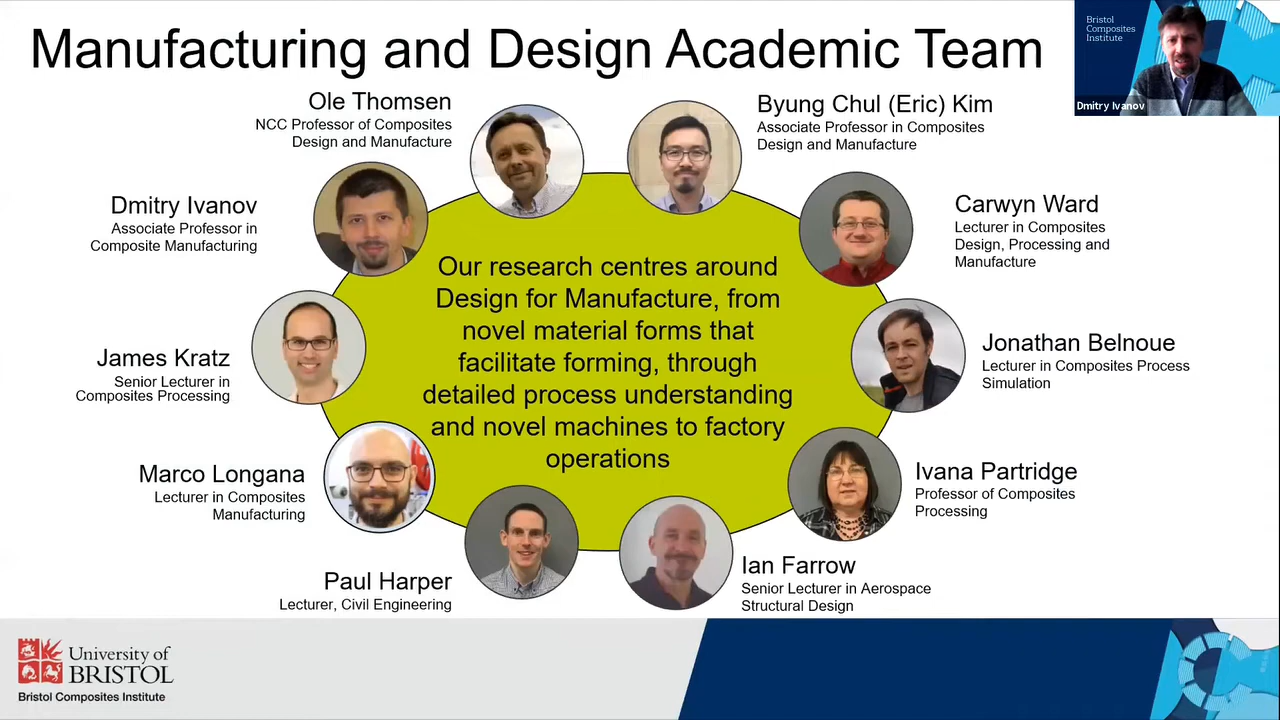 Manufacturing and Design Academic Team
Bristol
Composites
Institute
Dmitry Ivanov
Ole Thomsen
NCC Professor of Composites
Design and Manufacture
Byung Chul (Eric) Kim
Associate Professor in Composites
Design and Manufacture
Dmitry Ivanov
Associate Professor in
Composite Manufacturing
Carwyn Ward
Lecturer in Composites
Design, Processing and
Manufacture
Our research centres around
Design for Manufacture, from
novel material forms that
facilitate forming, through
detailed process understanding
and novel machines to factory
operations
James Kratz
Senior Lecturer in
Composites Processing
Jonathan Belnoue
Lecturer in Composites Process
Simulation
Marco Longana
Lecturer in Composites
Manufacturing
Ivana Partridge
Professor of Composites
Processing
Paul Harper
Lecturer, Civil Engineering
Ian Farrow
Senior Lecturer in Aerospace
Structural Design
University of
BRISTOL
Bristol Composites Institute